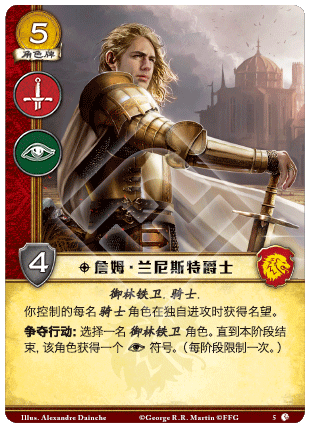 5
角色牌
4
詹姆·兰尼斯特爵士
御林铁卫. 骑士.
你控制的每名 骑士 角色在独自进攻时获得名望。
争夺行动: 选择一名 御林铁卫 角色。直到本阶段结
束, 该角色获得一个 符号。(每阶段限制一次。)
Illus. Alexandre Dainche ©George R.R. Martin ©FFG 5